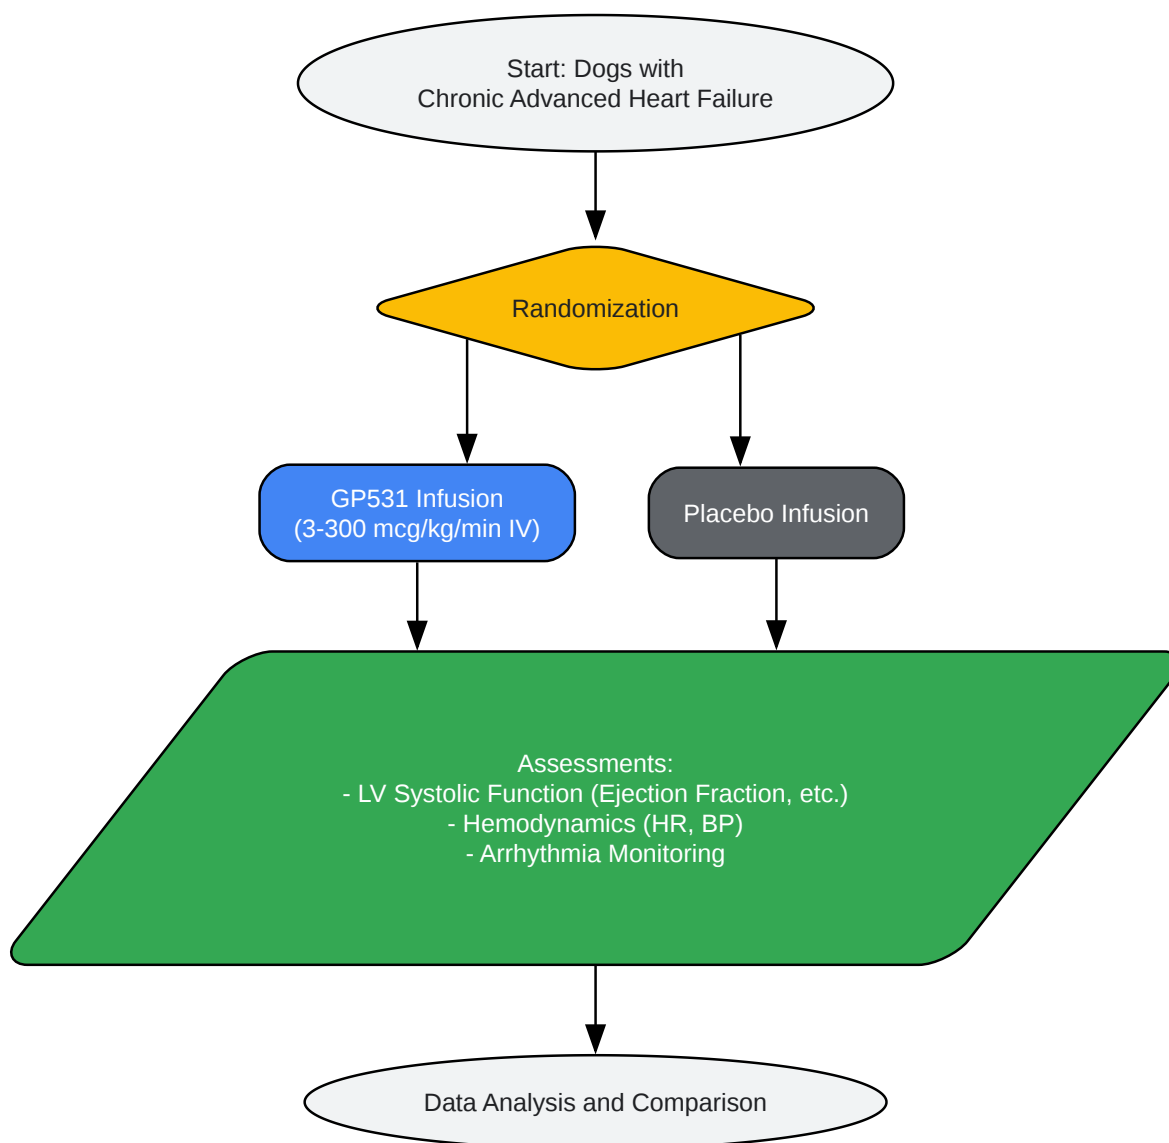 Start: Dogs with
Chronic Advanced Heart Failure
Randomization
GP531 Infusion
(3-300 mcg/kg/min IV)
Placebo Infusion
Assessments:
- LV Systolic Function (Ejection Fraction, etc.)
- Hemodynamics (HR, BP)
- Arrhythmia Monitoring
Data Analysis and Comparison